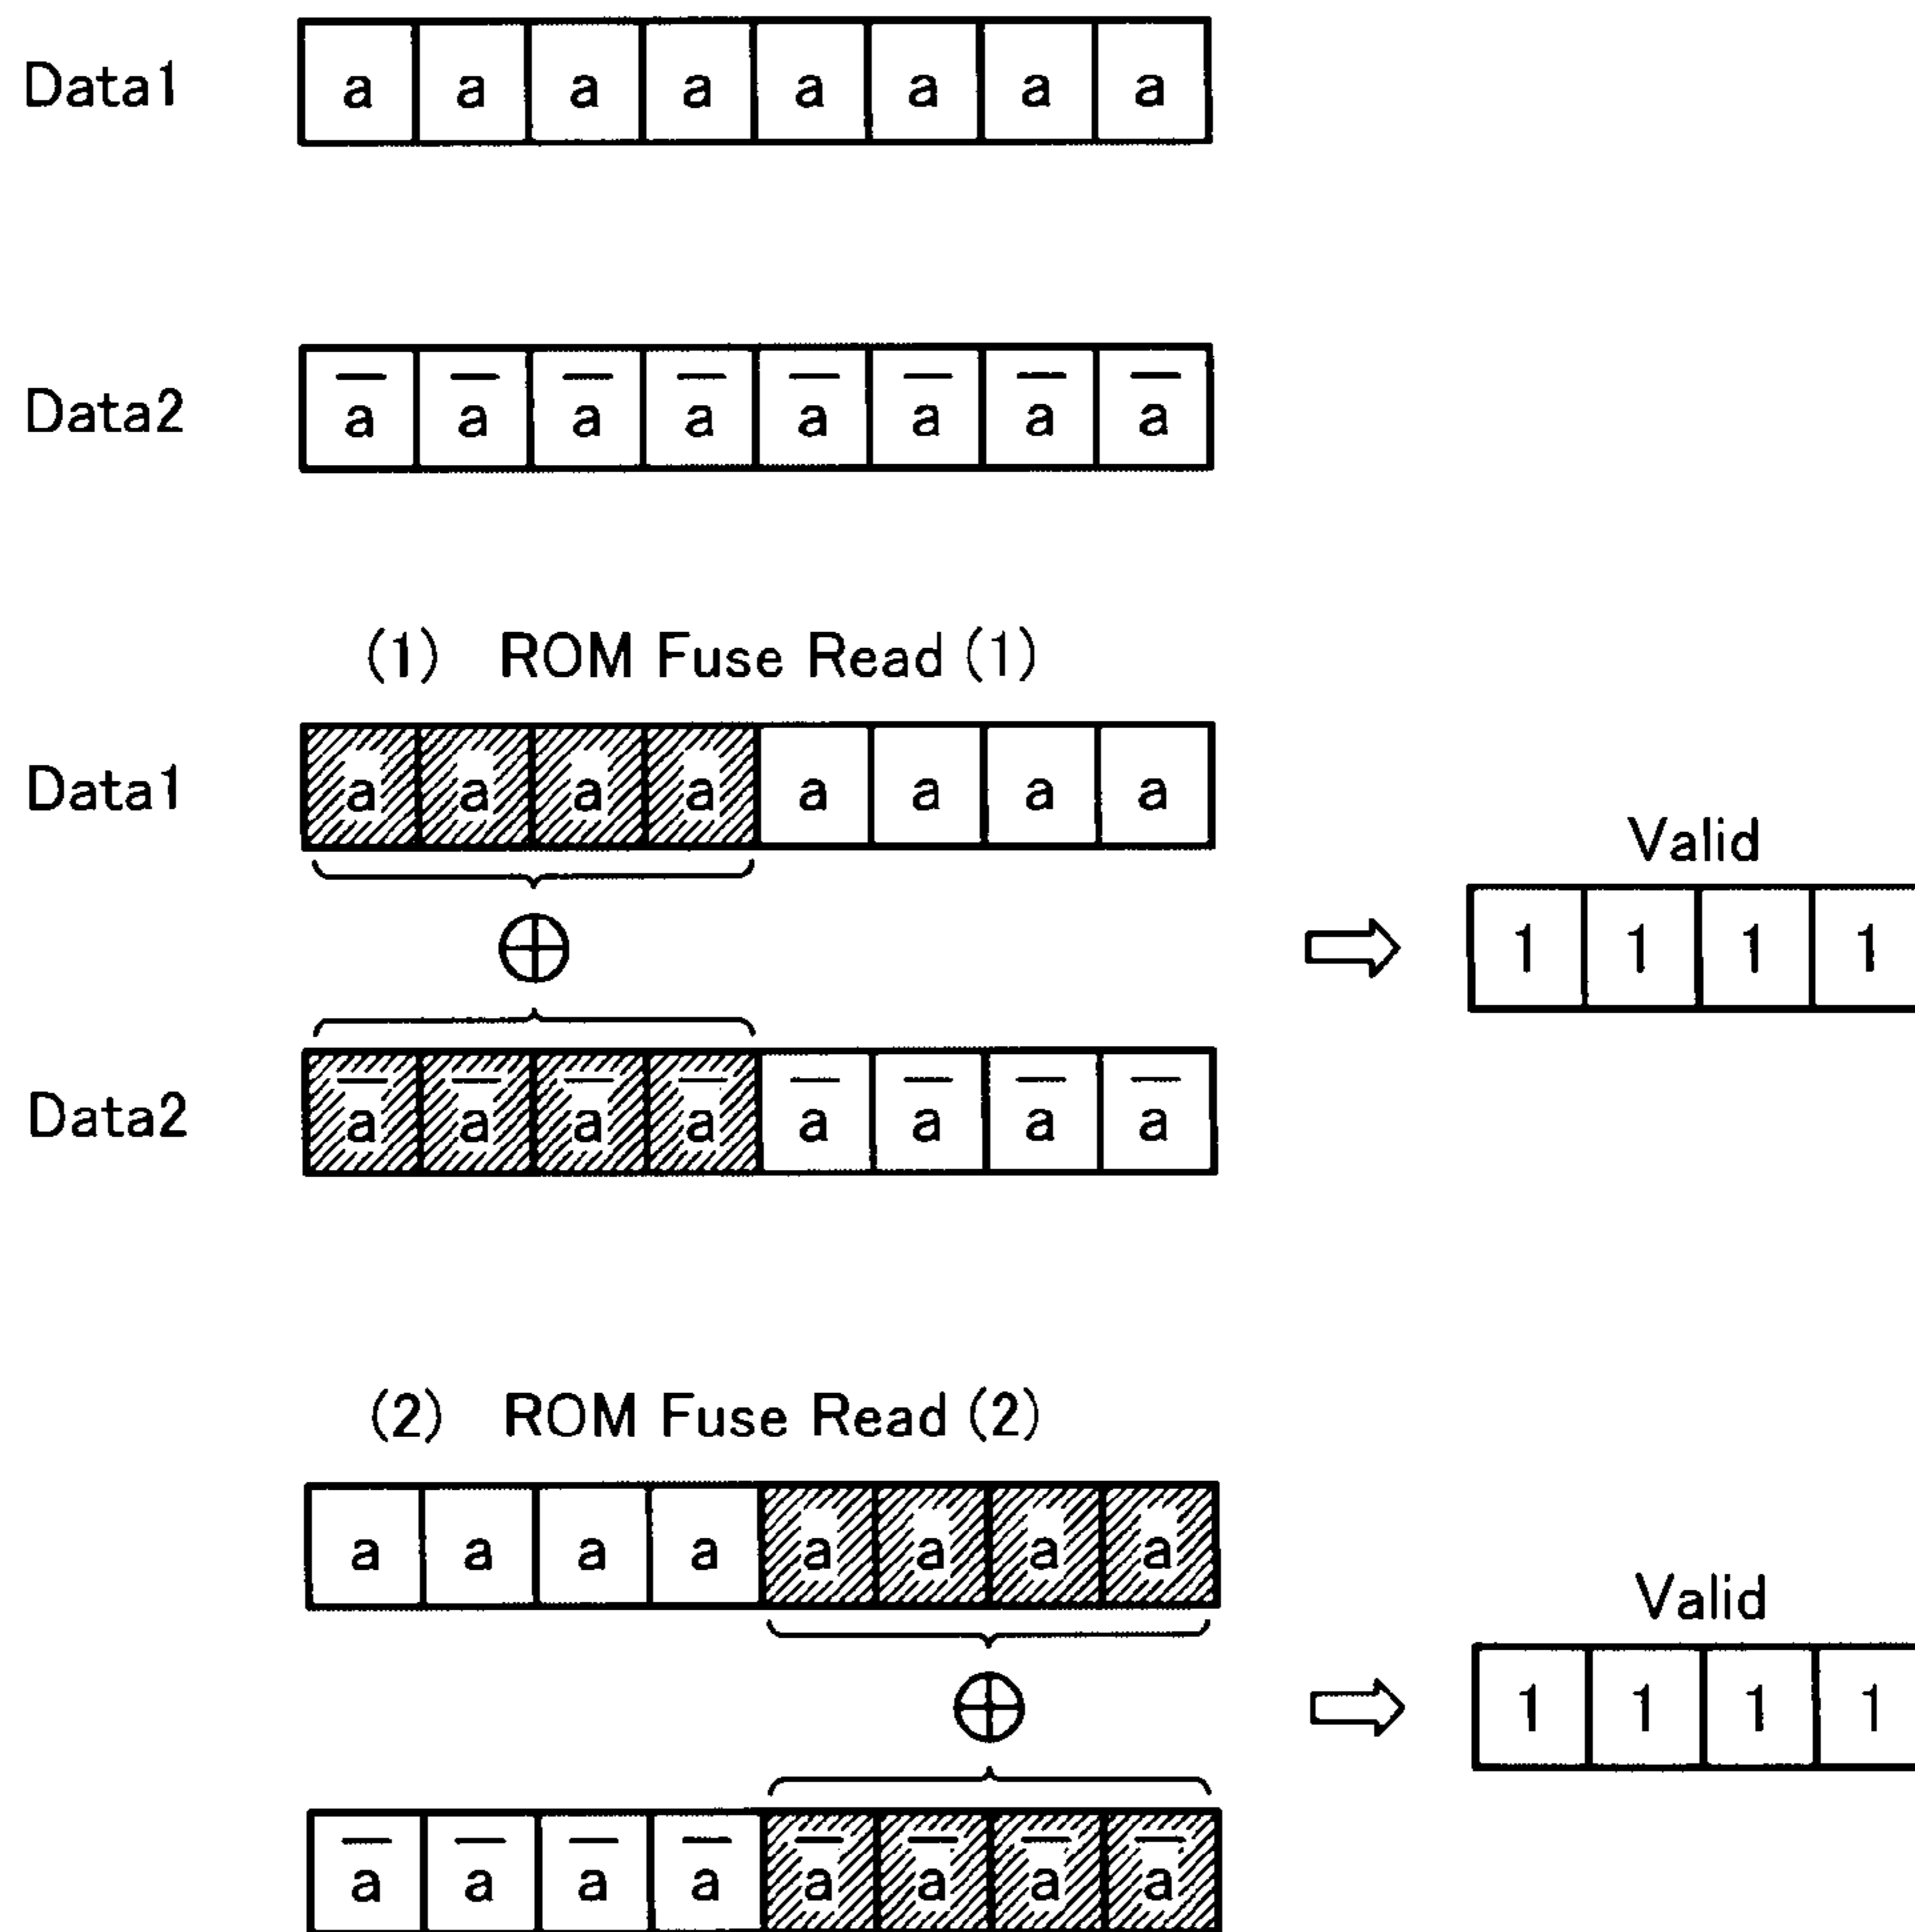 Data1 a a a a a a a a
Data2 a̅ a̅ a̅ a̅ a̅ a̅ a̅ a̅
(1) ROM Fuse Read (1)
Data1 a a a a a a a a
Valid
1 1 1 1
⊕
Data2 a̅ a̅ a̅ a̅ a̅ a̅ a̅ a̅
(2) ROM Fuse Read (2)
a a a a a a a a
Valid
1 1 1 1
⊕
a̅ a̅ a̅ a̅ a̅ a̅ a̅ a̅